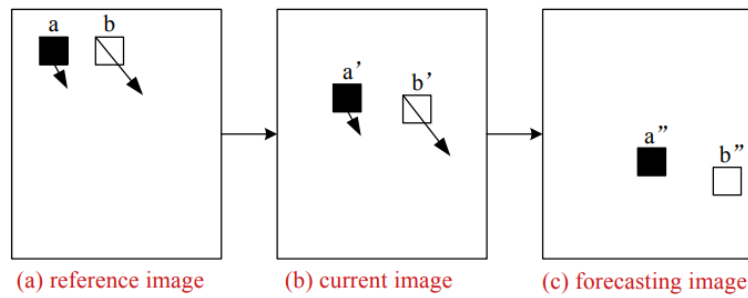 a b
a’ b’
a” b”
(a) reference image (b) current image (c) forecasting image